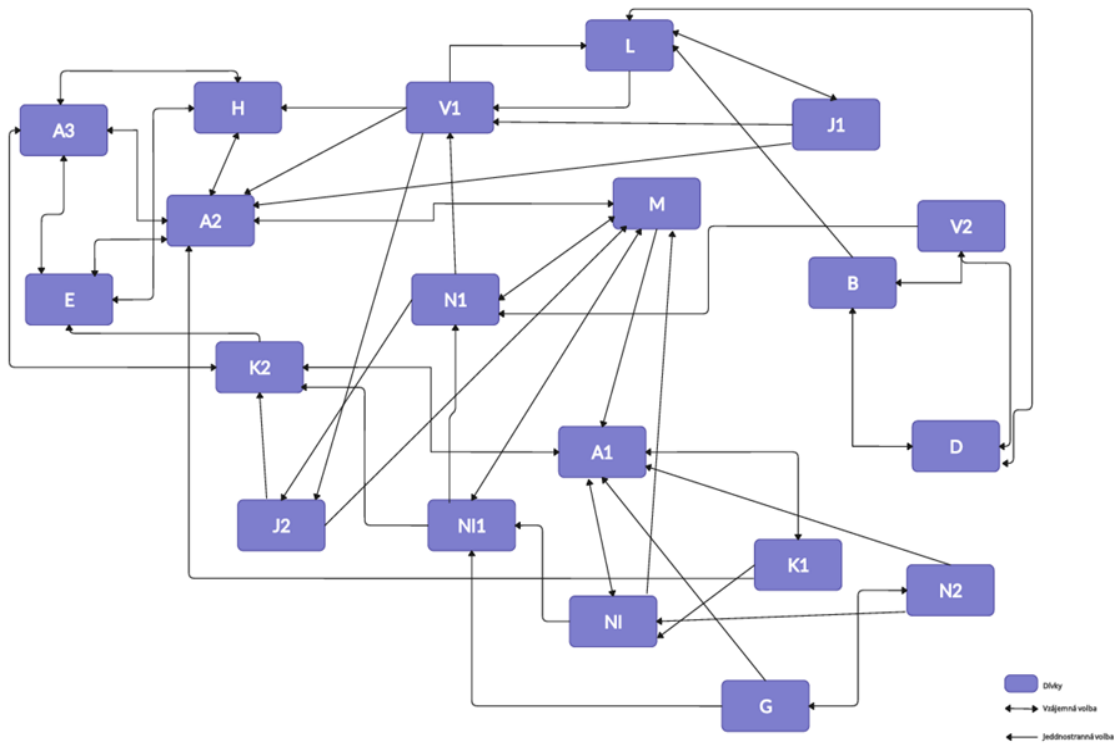 L
H
V1
A3
J1
M
A2
V2
B
E
N1
K2
A1
D
J2
NI1
K1
N2
NI
G
Dívky
Vzájemná volba
Jeddnostranná volba